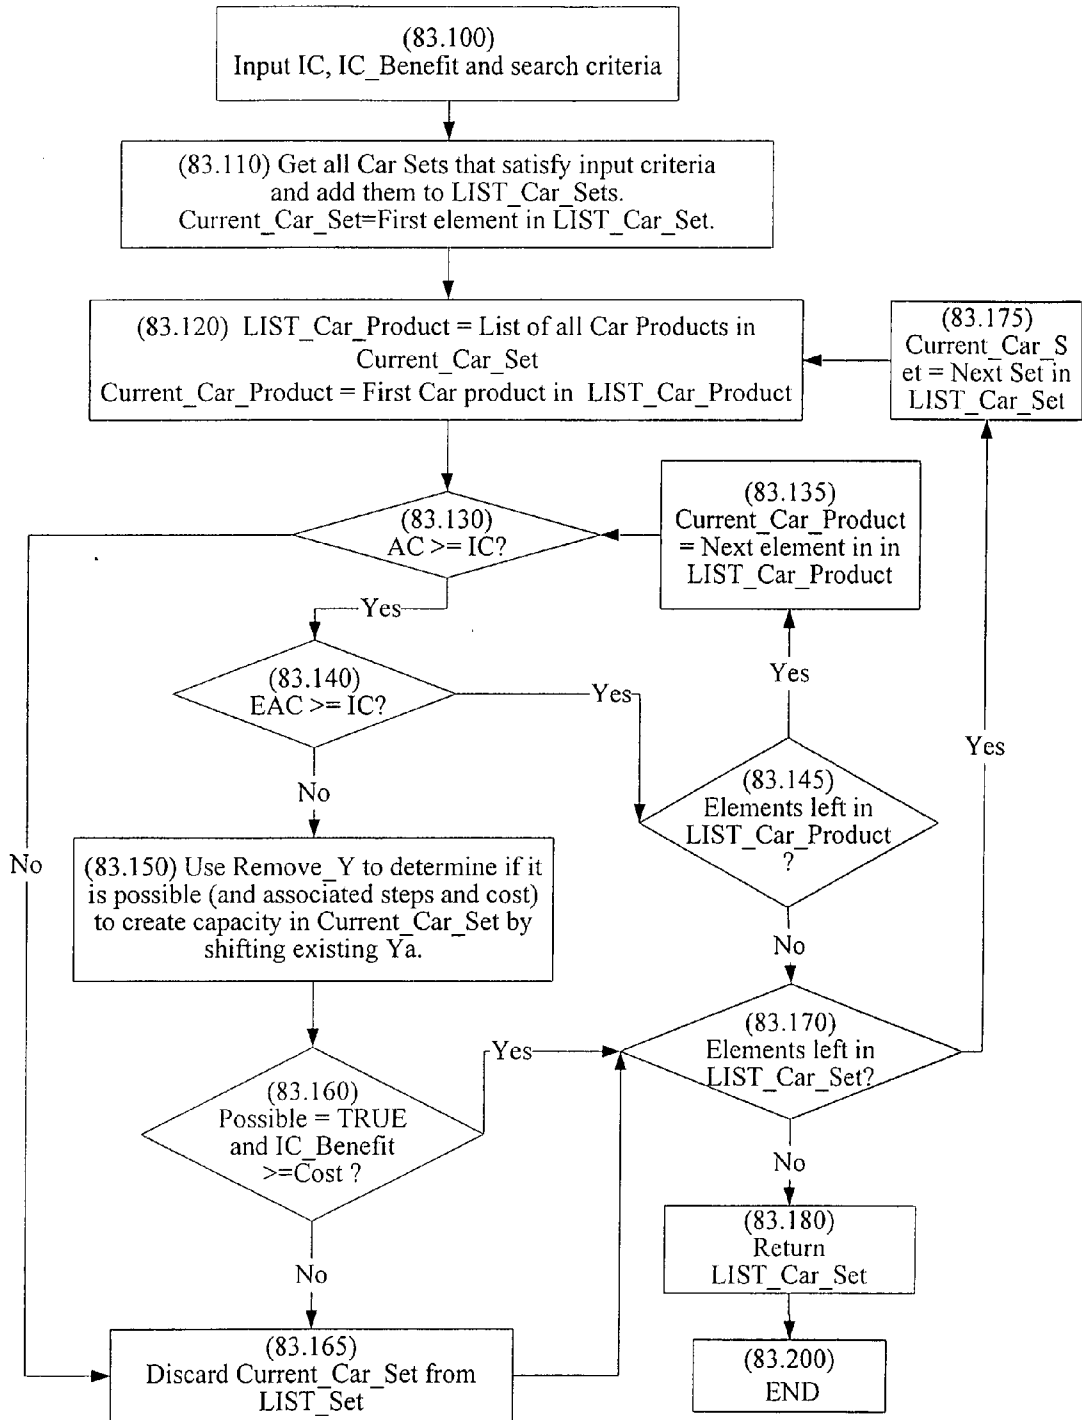 (83.100)
Input IC, IC_Benefit and search criteria
(83.110) Get all Car Sets that satisfy input criteria
and add them to LIST_Car_Sets.
Current_Car_Set=First element in LIST_Car_Set.
(83.120) LIST_Car_Product = List of all Car Products in
Current_Car_Set
Current_Car_Product = First Car product in LIST_Car_Product
(83.175)
Current_Car_S
et = Next Set in
LIST_Car_Set
(83.130)
AC >= IC?
(83.135)
Current_Car_Product
= Next element in in
LIST_Car_Product
Yes
(83.140)
EAC >= IC?
Yes
Yes
Yes
(83.145)
Elements left in
LIST_Car_Product
?
No
No
(83.150) Use Remove_Y to determine if it
is possible (and associated steps and cost)
to create capacity in Current_Car_Set by
shifting existing Ya.
No
(83.170)
Elements left in
LIST_Car_Set?
Yes
(83.160)
Possible = TRUE
and IC_Benefit
>=Cost ?
No
(83.180)
Return
LIST_Car_Set
No
(83.165)
Discard Current_Car_Set from
LIST_Set
(83.200)
END